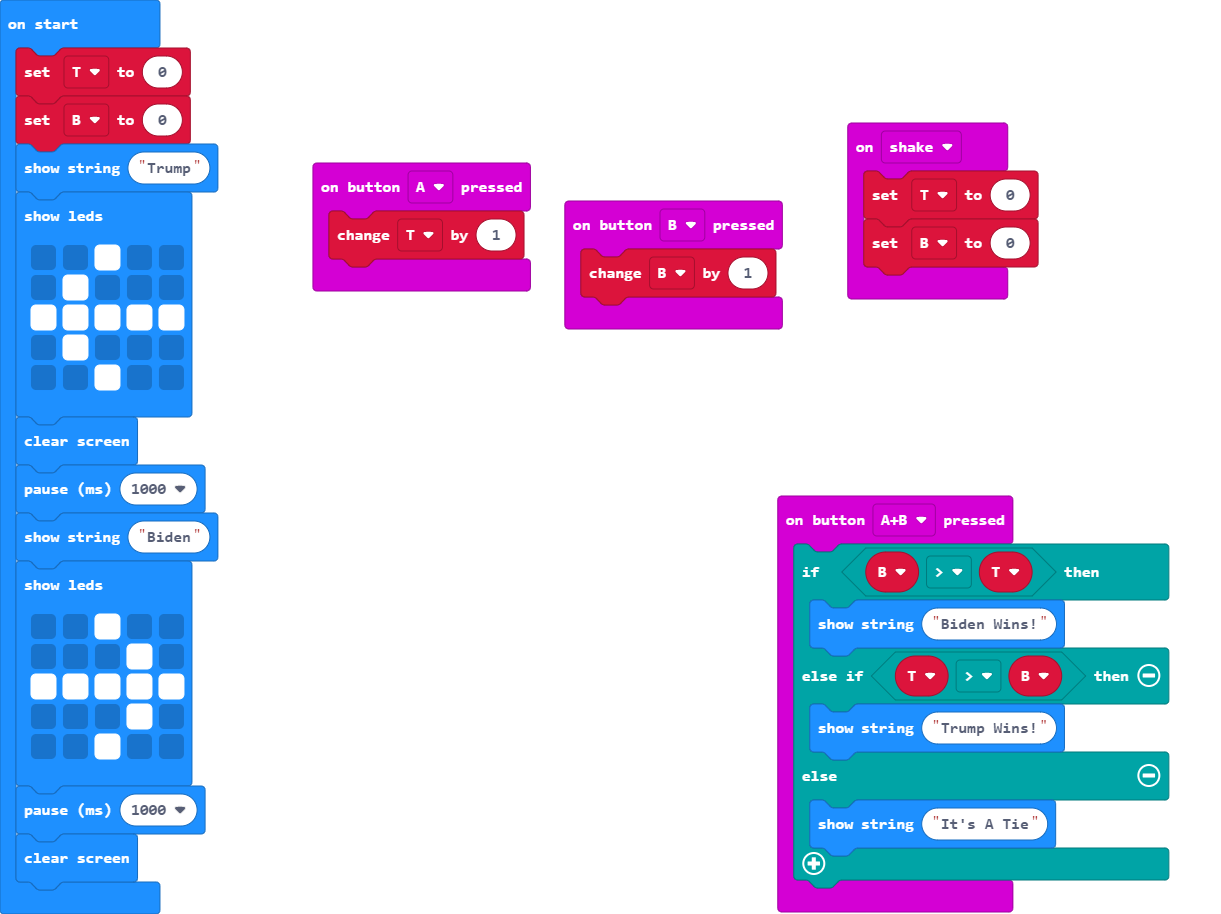 on start
set T to 0
set B to 0
show string "Trump"
show leds
clear screen
pause (ms) 1000
show string "Biden"
show leds
pause (ms) 1000
clear screen
on button A pressed
change T by 1
on button B pressed
change B by 1
on shake
set T to 0
set B to 0
on button A+B pressed
if B > T then
show string "Biden Wins!"
else if T > B then
show string "Trump Wins!"
else
show string "It's A Tie"